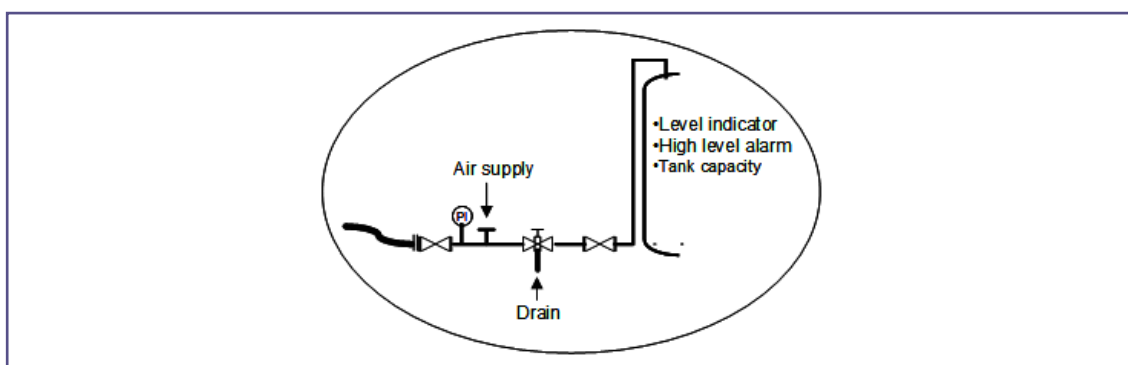 •Level indicator
•High level alarm
•Tank capacity
Air supply
PI
Drain